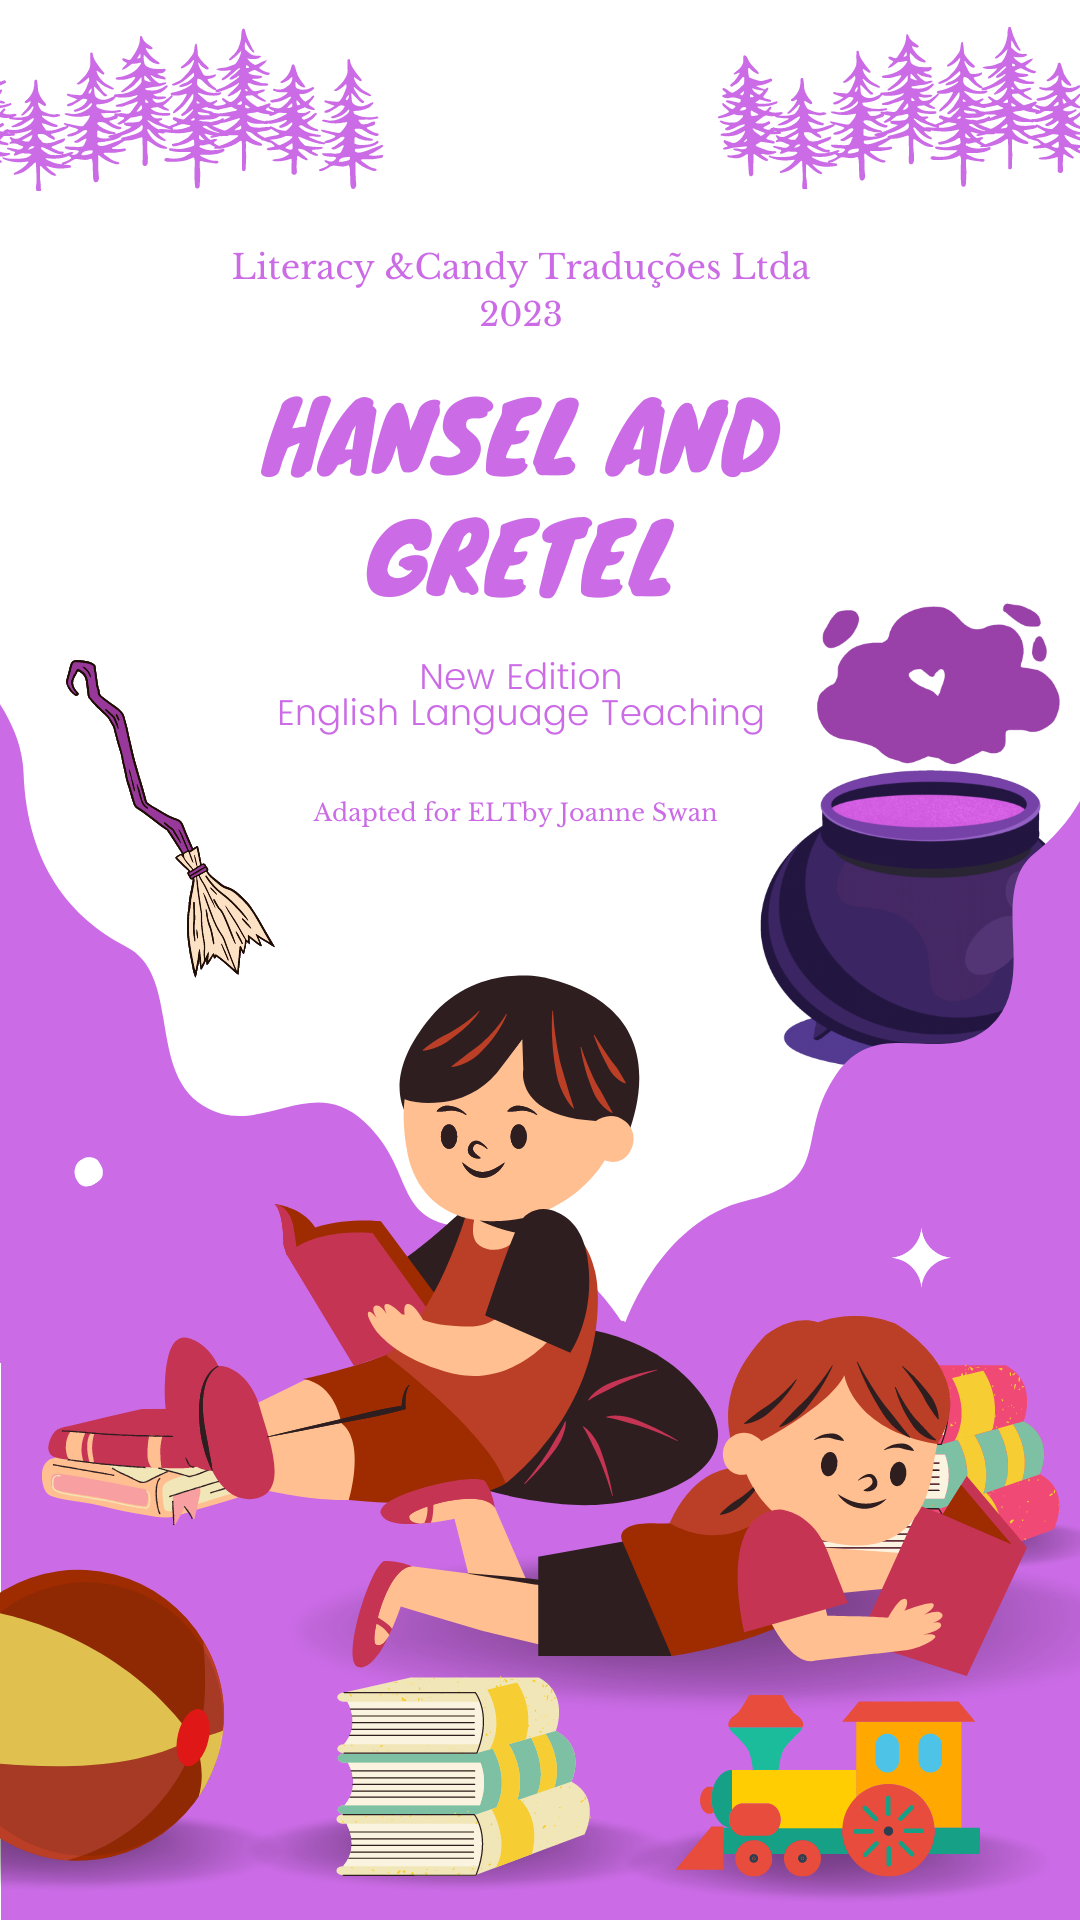 Literacy &Candy Traduções Ltda
2023
HANSEL AND
GRETEL
New Edition
English Language Teaching
Adapted for ELTby Joanne Swan